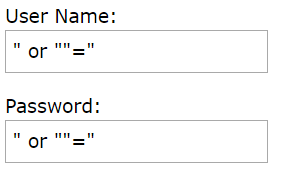 User Name:
" or ""="
Password:
" or ""="